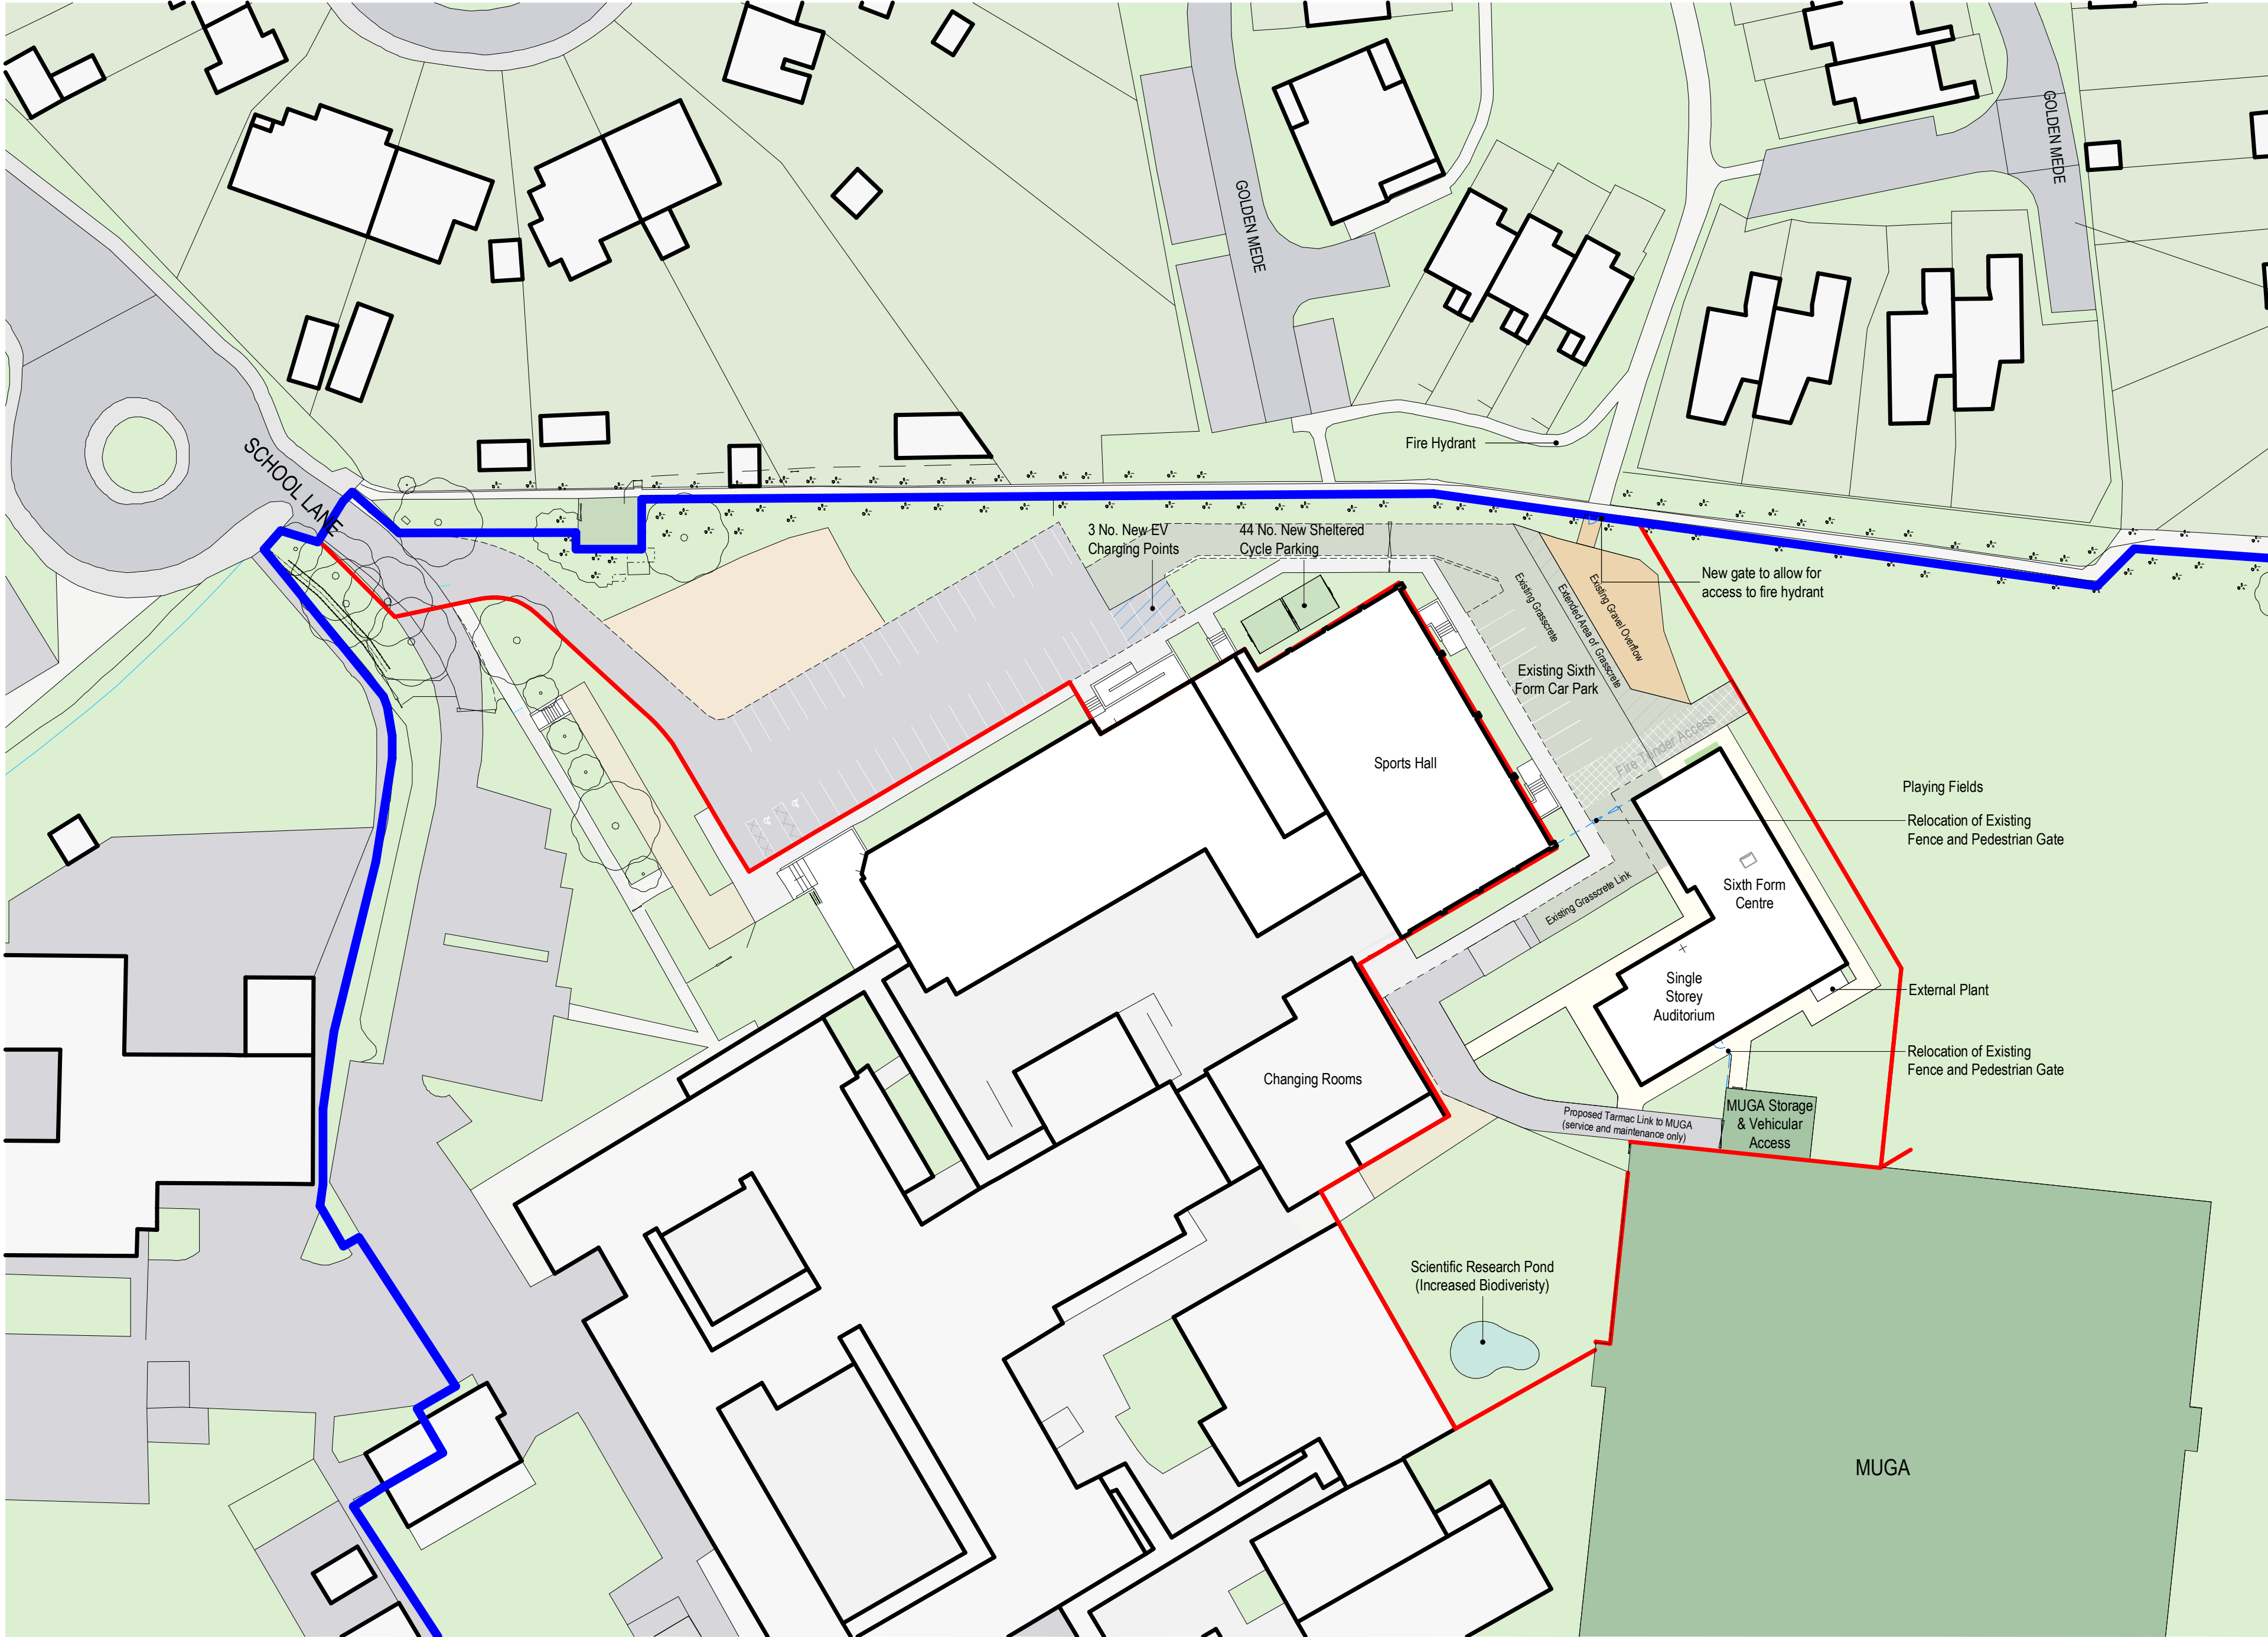 GOLDEN MEDE
GOLDEN MEDE
SCHOOL LANE
Fire Hydrant
3 No. New EV
Charging Points
44 No. New Sheltered
Cycle Parking
New gate to allow for
access to fire hydrant
Existing Grasscrete
Extended Area of Grasscrete
Existing Gravel Overflow
Existing Sixth
Form Car Park
Fire Tender Access
Sports Hall
Playing Fields
Relocation of Existing
Fence and Pedestrian Gate
Existing Grasscrete Link
Sixth Form
Centre
Single
Storey
Auditorium
External Plant
Relocation of Existing
Fence and Pedestrian Gate
Changing Rooms
Proposed Tarmac Link to MUGA
(service and maintenance only)
MUGA Storage
& Vehicular
Access
Scientific Research Pond
(Increased Biodiveristy)
MUGA